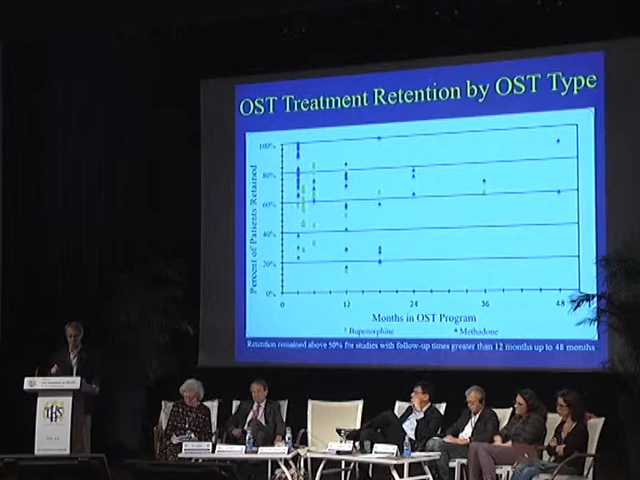 OST Treatment Retention by OST Type
Percent of Patients Retained
100%
80%
60%
40%
20%
0%
0 12 24 36 48
Months in OST Program
Bupenorphine Methadone
Retention remained above 50% for studies with follow-up times greater than 12 months up to 48 months